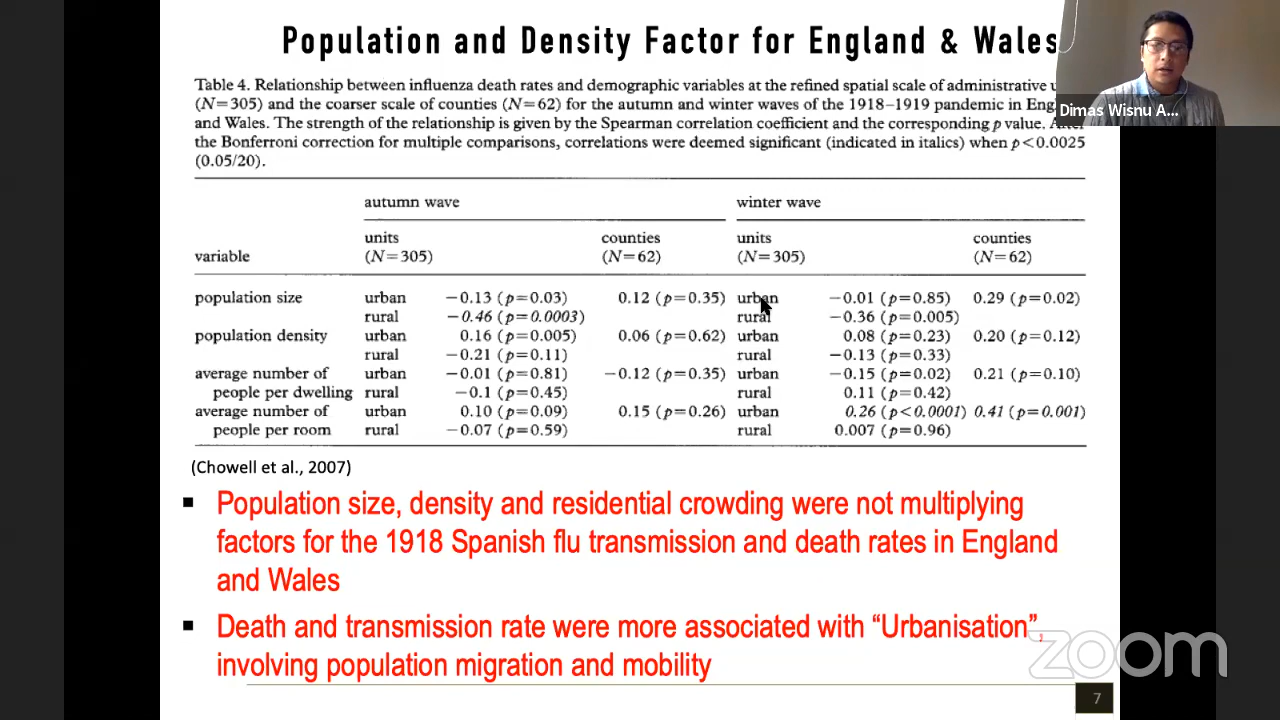 Population and Density Factor for England & Wales
Dimas Wisnu A...
Table 4. Relationship between influenza death rates and demographic variables at the refined spatial scale of administrative
(N=305) and the coarser scale of counties (N=62) for the autumn and winter waves of the 1918–1919 pandemic in
and Wales. The strength of the relationship is given by the Spearman correlation coefficient and the corresponding p value.
the Bonferroni correction for multiple comparisons, correlations were deemed significant (indicated in italics) when p<0.0025
(0.05/20).
autumn wave winter wave
units counties units counties
variable (N=305) (N=62) (N=305) (N=62)
population size urban −0.13 (p=0.03) 0.12 (p=0.35) urban −0.01 (p=0.85) 0.29 (p=0.02)
rural −0.46 (p=0.0003) rural −0.36 (p=0.005)
population density urban 0.16 (p=0.005) 0.06 (p=0.62) urban 0.08 (p=0.23) 0.20 (p=0.12)
rural −0.21 (p=0.11) rural −0.13 (p=0.33)
average number of urban −0.01 (p=0.81) −0.12 (p=0.35) urban −0.15 (p=0.02) 0.21 (p=0.10)
people per dwelling rural −0.1 (p=0.45) rural 0.11 (p=0.42)
average number of urban 0.10 (p=0.09) 0.15 (p=0.26) urban 0.26 (p<0.0001) 0.41 (p=0.001)
people per room rural −0.07 (p=0.59) rural 0.007 (p=0.96)
(Chowell et al., 2007)
▪ Population size, density and residential crowding were not multiplying
factors for the 1918 Spanish flu transmission and death rates in England
and Wales
▪ Death and transmission rate were more associated with “Urbanisation”,
involving population migration and mobility
zoom
7